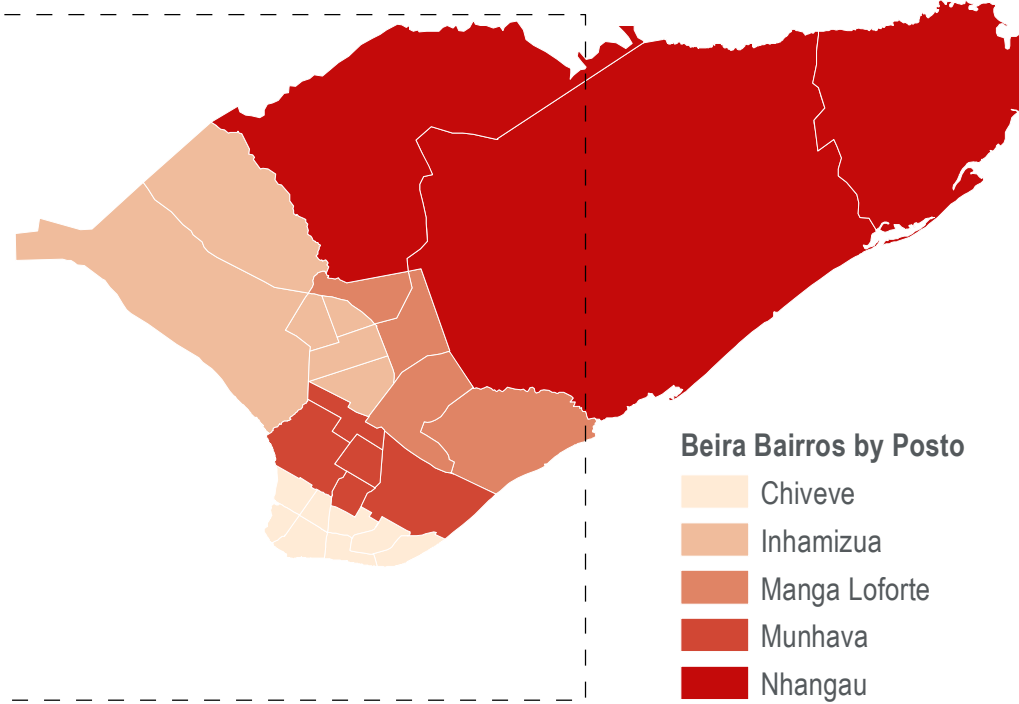 Beira Bairros by Posto
Chiveve
Inhamizua
Manga Loforte
Munhava
Nhangau